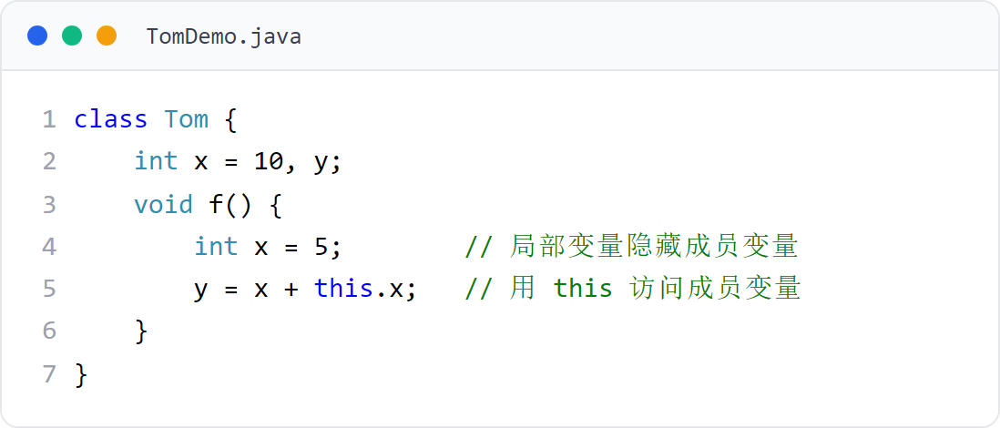 TomDemo.java
1 class Tom {
2     int x = 10, y;
3     void f() {
4         int x = 5;        // 局部变量隐藏成员变量
5         y = x + this.x;   // 用 this 访问成员变量
6     }
7 }